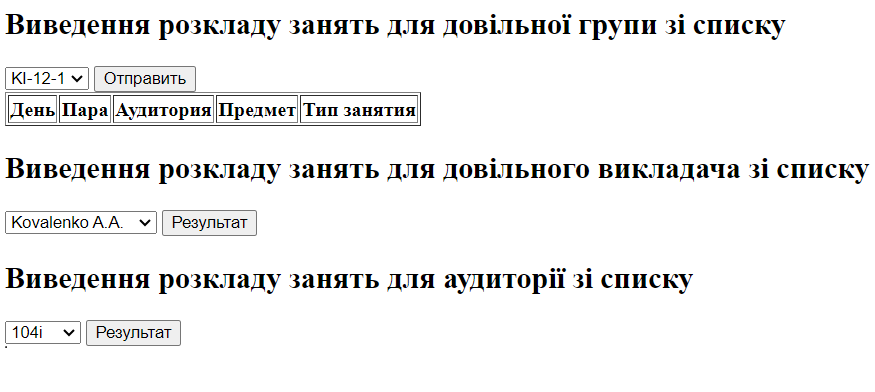 Виведення розкладу занять для довільної групи зі списку
KI-12-1 Отправить
День Пара Аудитория Предмет Тип занятия
Виведення розкладу занять для довільного викладача зі списку
Kovalenko A.A. Результат
Виведення розкладу занять для аудиторії зі списку
104i Результат